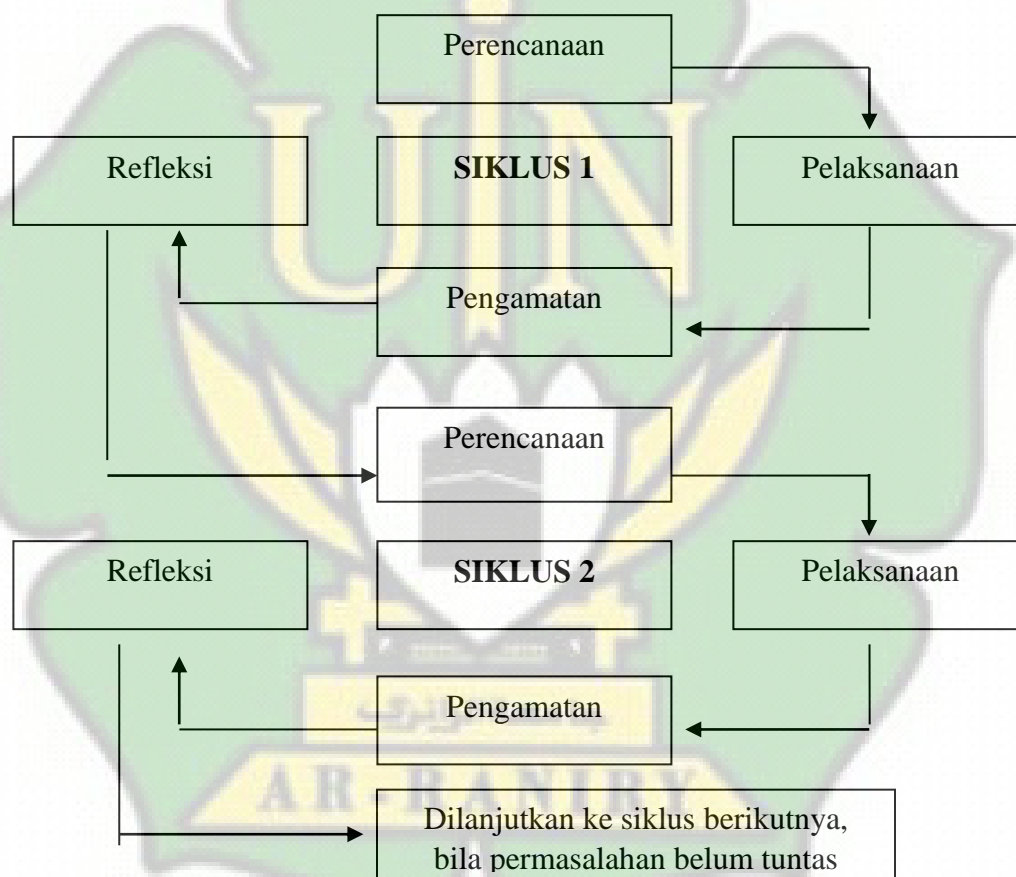 Perencanaan
Refleksi
SIKLUS 1
Pelaksanaan
Pengamatan
Perencanaan
Refleksi
SIKLUS 2
Pelaksanaan
Pengamatan
Dilanjutkan ke siklus berikutnya,
bila permasalahan belum tuntas
UIN
AR-RANIRY